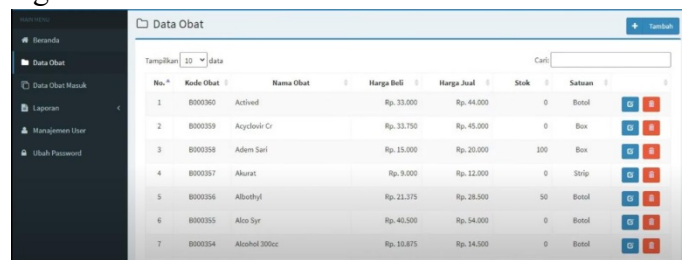 MAIN MENU
Beranda
Data Obat
Data Obat Masuk
Laporan
Manajemen User
Ubah Password
Data Obat
Tambah
Tampilkan 10 data
Cari:
No. Kode Obat Nama Obat Harga Beli Harga Jual Stok Satuan
1 B000360 Actived Rp. 33.000 Rp. 44.000 0 Botol
2 B000359 Acyclovir Cr Rp. 33.750 Rp. 45.000 0 Box
3 B000358 Adem Sari Rp. 15.000 Rp. 20.000 100 Box
4 B000357 Akurat Rp. 9.000 Rp. 12.000 0 Strip
5 B000356 Albothyl Rp. 21.375 Rp. 28.500 50 Botol
6 B000355 Alco Syr Rp. 40.500 Rp. 54.000 0 Botol
7 B000354 Alcohol 300cc Rp. 10.875 Rp. 14.500 0 Botol